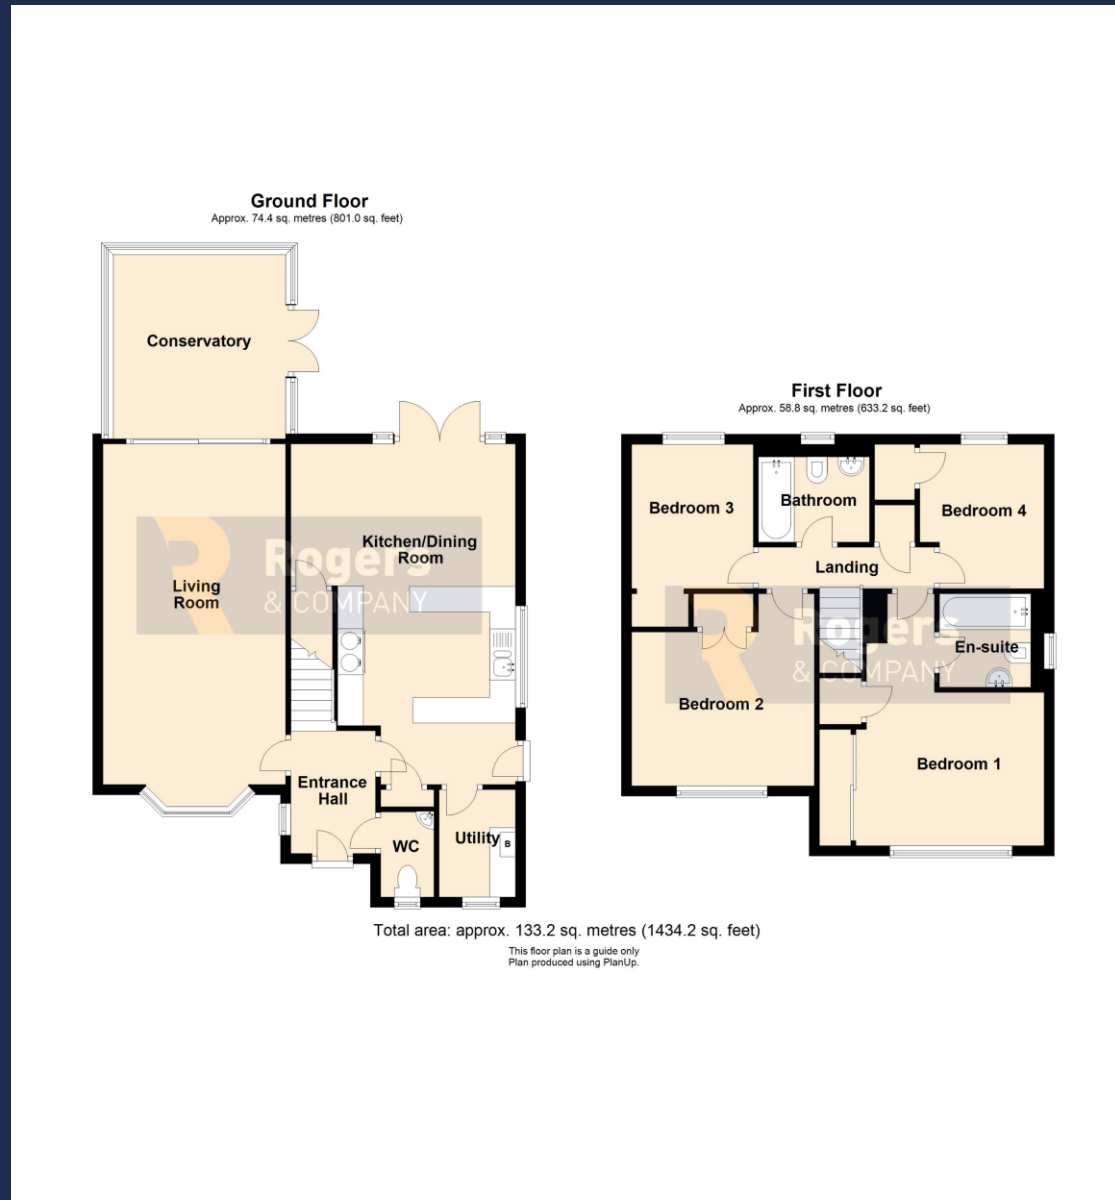 Ground Floor
Approx. 74.4 sq. metres (801.0 sq. feet)
Conservatory
Kitchen/Dining
Room
Living
Room
Rogers
& COMPANY
Entrance
Hall
WC
Utility
B
First Floor
Approx. 58.8 sq. metres (633.2 sq. feet)
Bedroom 3
Bathroom
Bedroom 4
Landing
Rogers
& COMPANY
En-suite
Bedroom 2
Bedroom 1
Total area: approx. 133.2 sq. metres (1434.2 sq. feet)
This floor plan is a guide only
Plan produced using PlanUp.